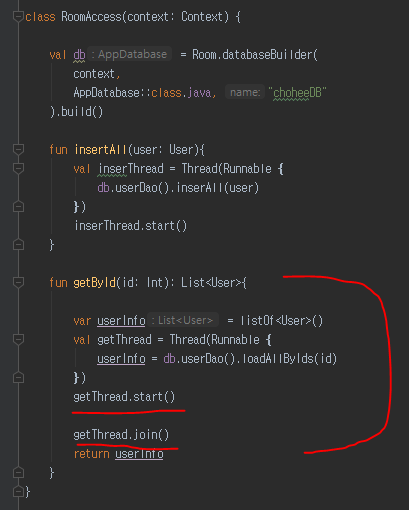 class RoomAccess(context: Context) {
val db : AppDatabase = Room.databaseBuilder(
context,
AppDatabase::class.java, name: "choheeDB"
).build()
fun insertAll(user: User){
val inserThread = Thread(Runnable {
db.userDao().inserAll(user)
})
inserThread.start()
}
fun getById(id: Int): List<User>{
var userInfo : List<User> = listOf<User>()
val getThread = Thread(Runnable {
userInfo = db.userDao().loadAllByIds(id)
})
getThread.start()
getThread.join()
return userInfo
}
}